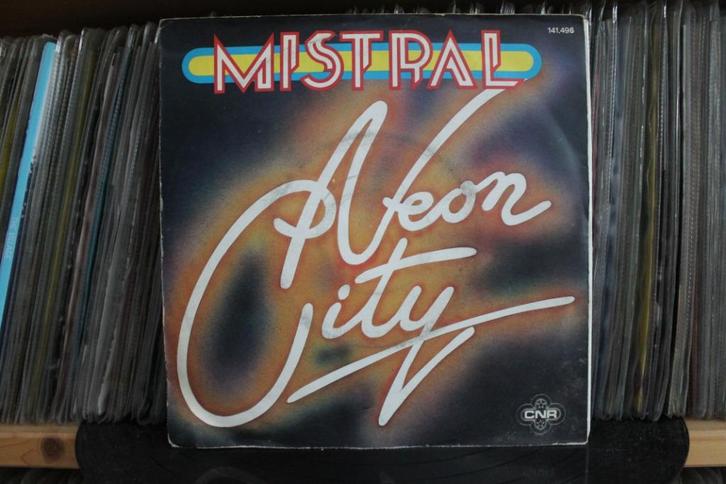 141.496
MISTRAL
Neon
City
CNR